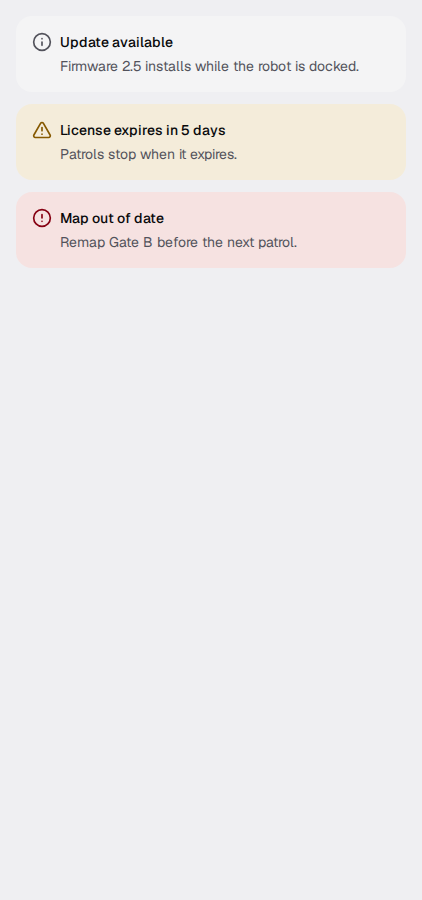 Update available
Firmware 2.5 installs while the robot is docked.
License expires in 5 days
Patrols stop when it expires.
Map out of date
Remap Gate B before the next patrol.